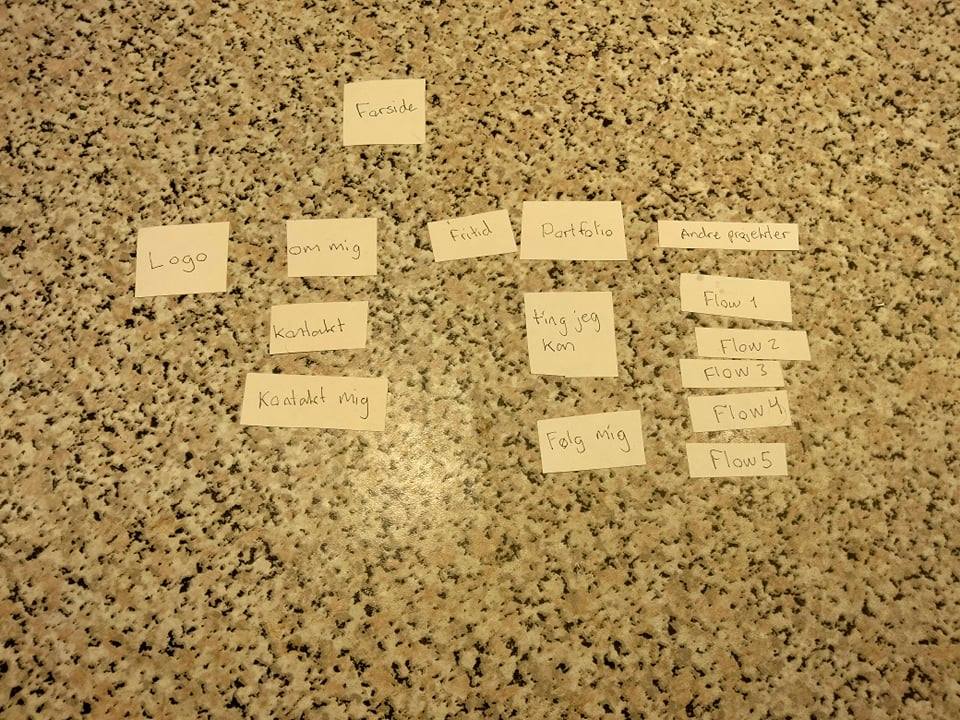 Forside
Logo
om mig
Fritid
Portfolio
Andre projekter
Kontakt
Kontakt mig
ting jeg
kan
Følg mig
Flow 1
Flow 2
Flow 3
Flow 4
Flow 5